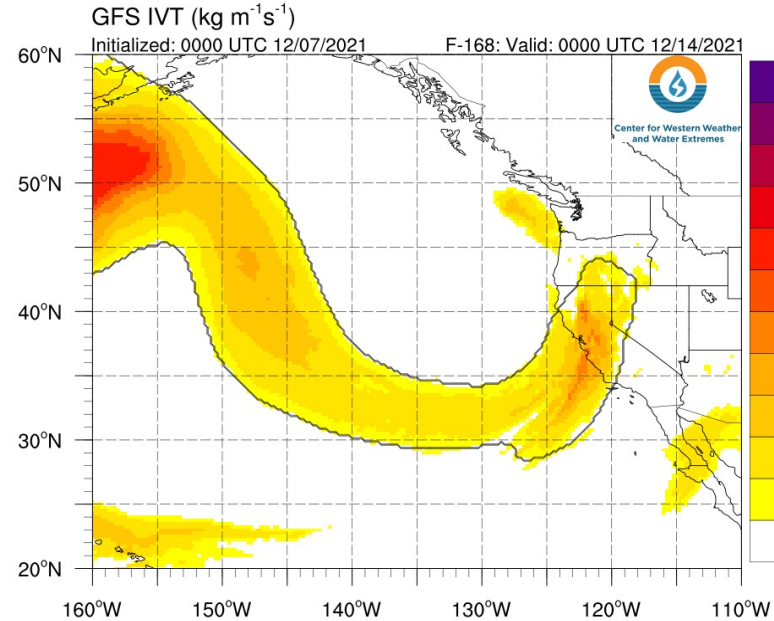 GFS IVT (kg m⁻¹s⁻¹)
Initialized: 0000 UTC 12/07/2021 F-168: Valid: 0000 UTC 12/14/2021
60°N
Center for Western Weather
and Water Extremes
50°N
40°N
30°N
20°N
160°W 150°W 140°W 130°W 120°W 110°W